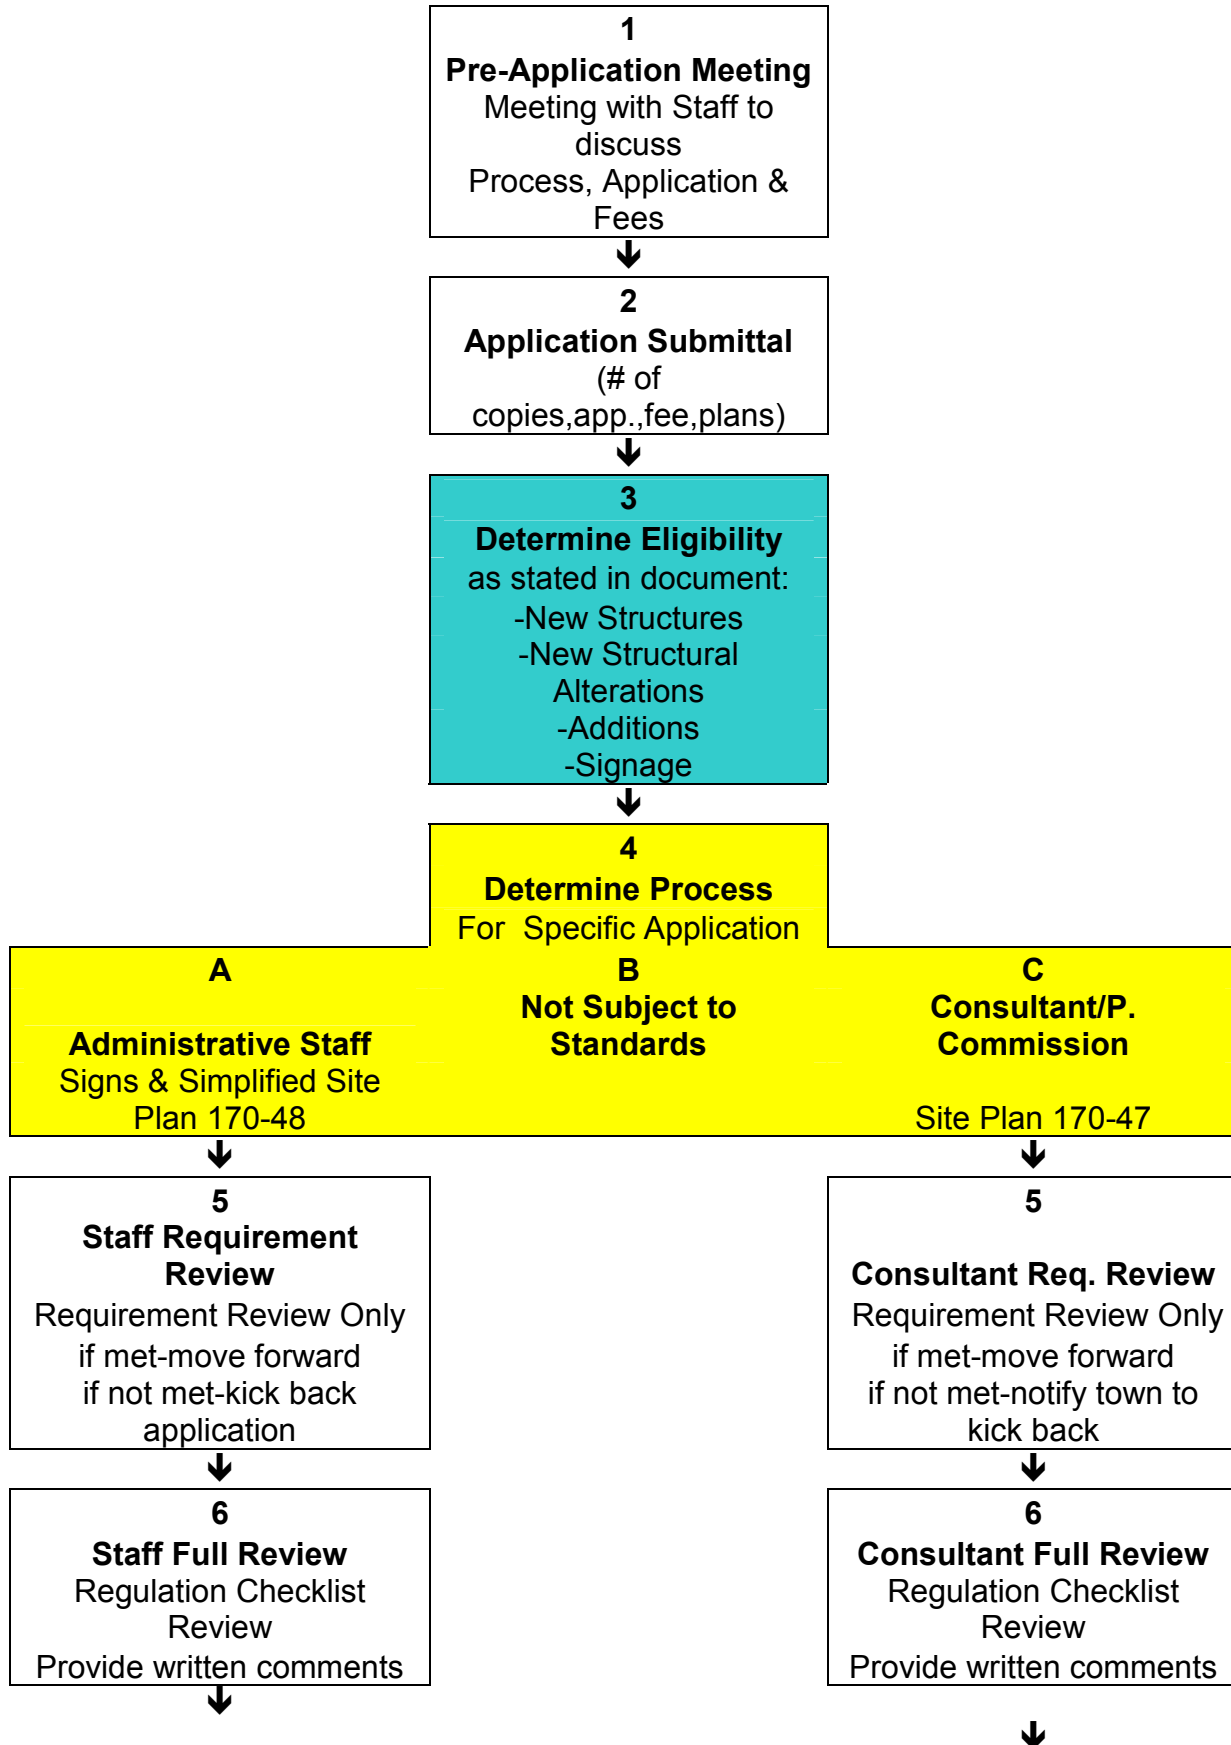 1
Pre-Application Meeting
Meeting with Staff to
discuss
Process, Application &
Fees
2
Application Submittal
(# of
copies,app.,fee,plans)
3
Determine Eligibility
as stated in document:
-New Structures
-New Structural
Alterations
-Additions
-Signage
4
Determine Process
For  Specific Application
A
Administrative Staff
Signs & Simplified Site
Plan 170-48
B
Not Subject to
Standards
C
Consultant/P.
Commission
Site Plan 170-47
5
Staff Requirement
Review
Requirement Review Only
if met-move forward
if not met-kick back
application
5
Consultant Req. Review
Requirement Review Only
if met-move forward
if not met-notify town to
kick back
6
Staff Full Review
Regulation Checklist
Review
Provide written comments
6
Consultant Full Review
Regulation Checklist
Review
Provide written comments